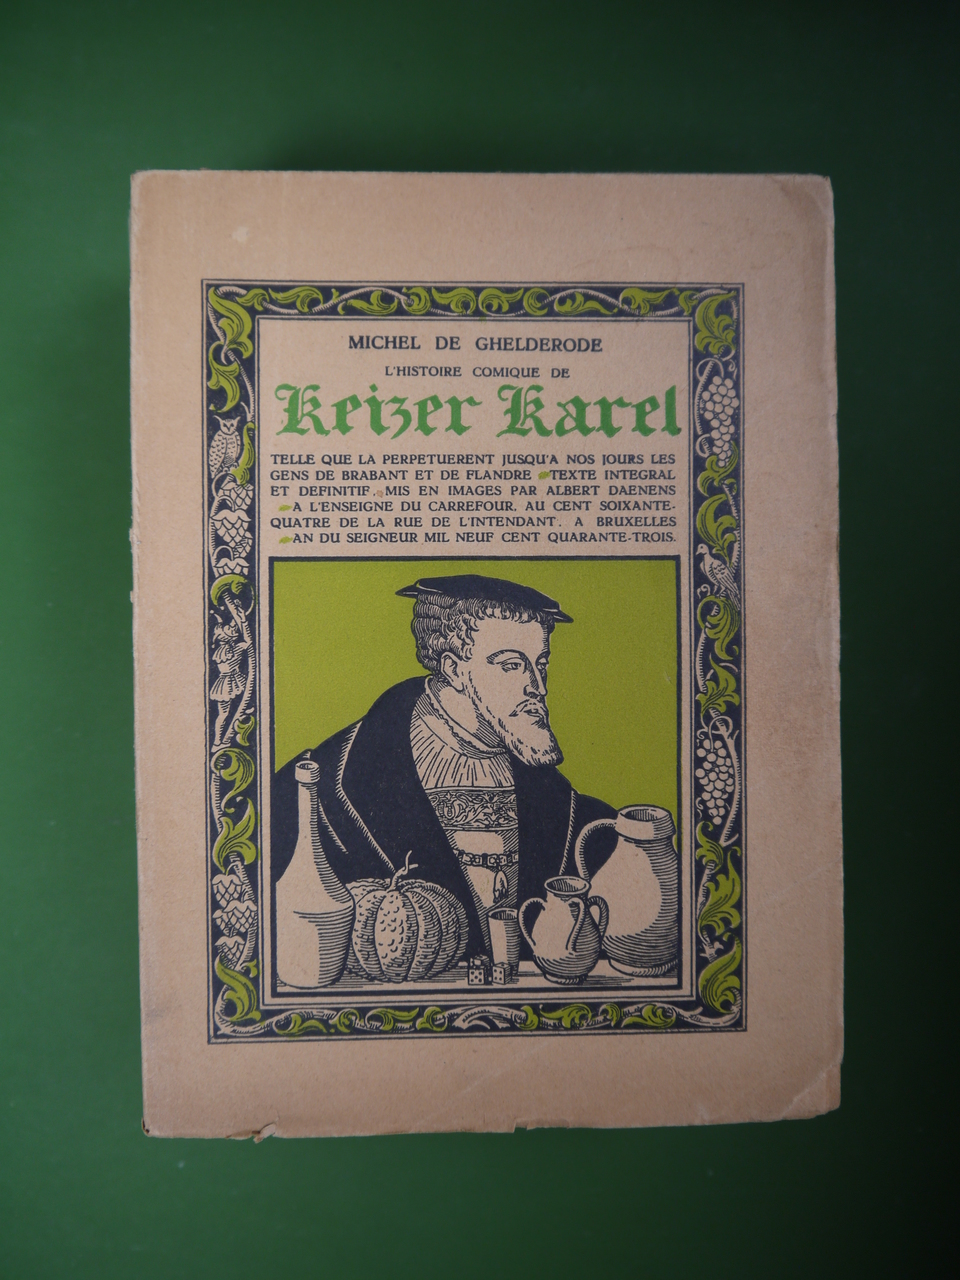 MICHEL DE GHELDERODE
L'HISTOIRE COMIQUE DE
Keizer Karel
TELLE QUE LA PERPETUERENT JUSQU'A NOS JOURS LES
GENS DE BRABANT ET DE FLANDRE TEXTE INTEGRAL
ET DEFINITIF. MIS EN IMAGES PAR ALBERT DAENENS
A L'ENSEIGNE DU CARREFOUR, AU CENT SOIXANTE-
QUATRE DE LA RUE DE L'INTENDANT. A BRUXELLES
AN DU SEIGNEUR MIL NEUF CENT QUARANTE-TROIS.